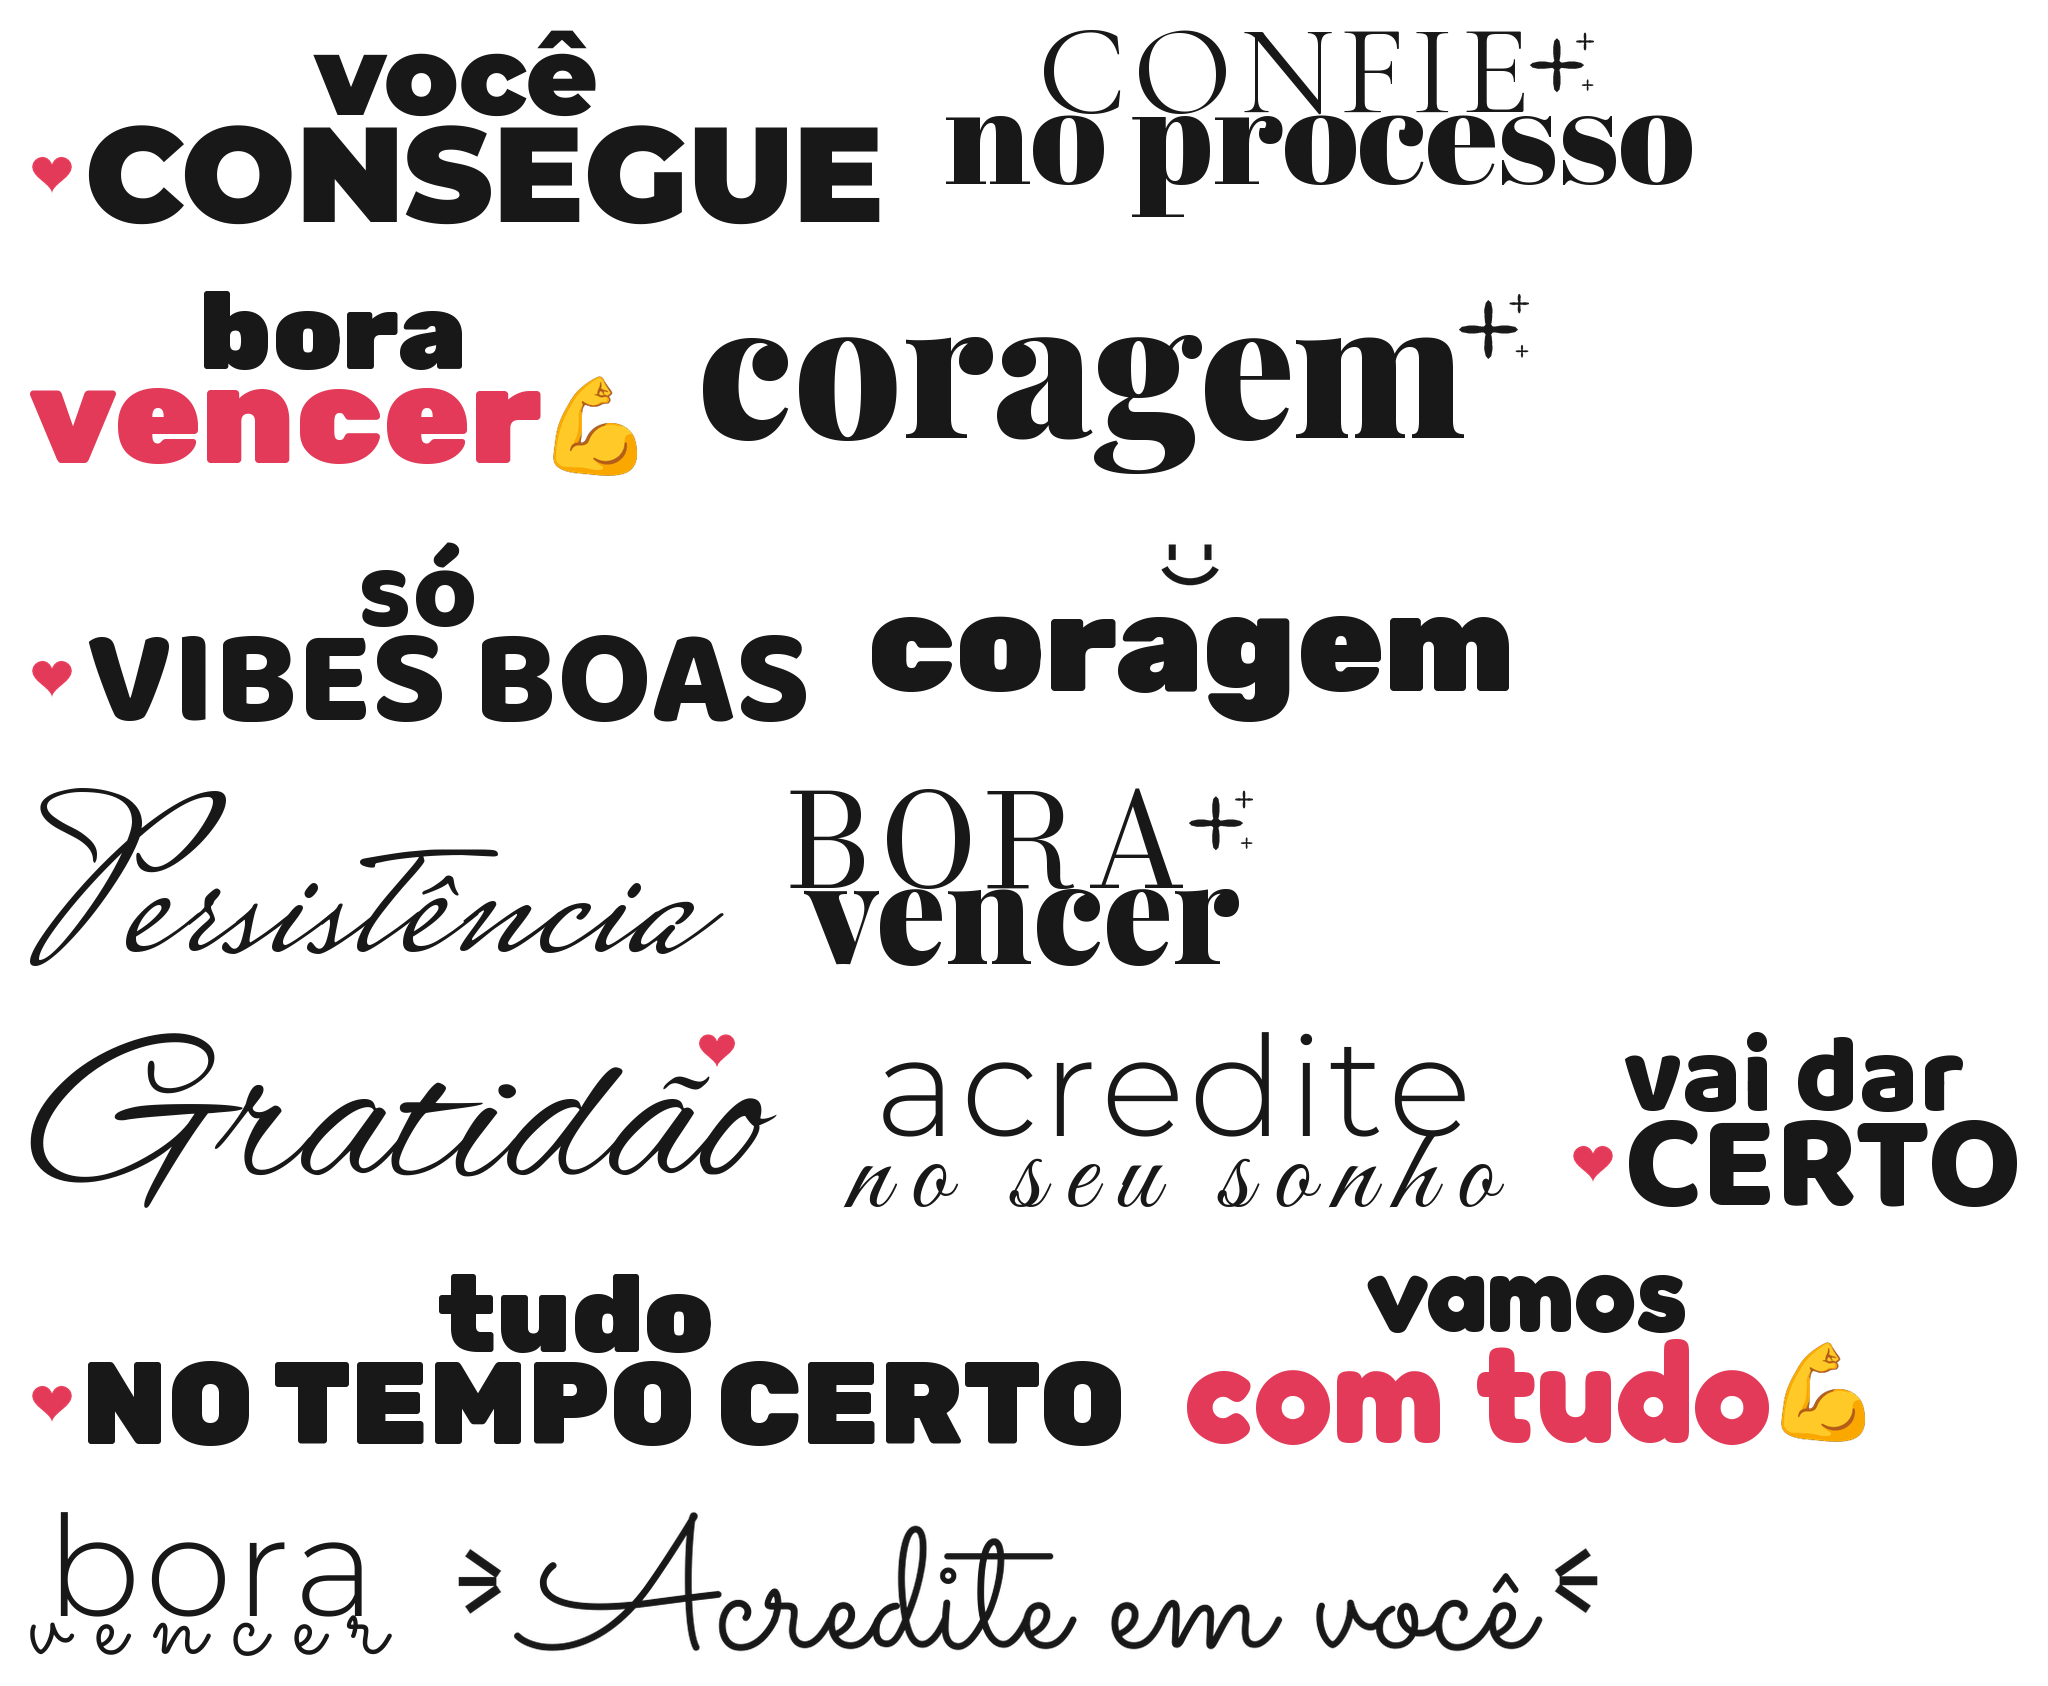 você
CONSEGUE
CONFIE
no processo
bora
vencer
coragem
só
VIBES BOAS
coragem
Persistência
BORA
vencer
Gratidão
acredite
no seu sonho
vai dar
CERTO
tudo
NO TEMPO CERTO
vamos
com tudo
bora
vencer
Acredite em você